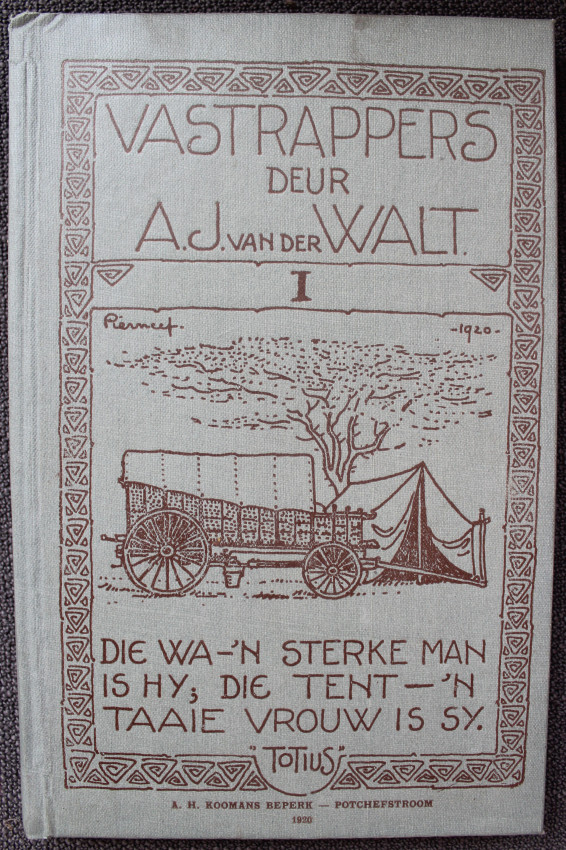 VASTRAPPERS
DEUR
A.J. VAN DER WALT.
I
Pierneef. -1920-
DIE WA-'N STERKE MAN
IS HY; DIE TENT-'N
TAAIE VROUW IS SY.
"TOTIUS"
A. H. KOOMANS BEPERK — POTCHEFSTROOM
1920